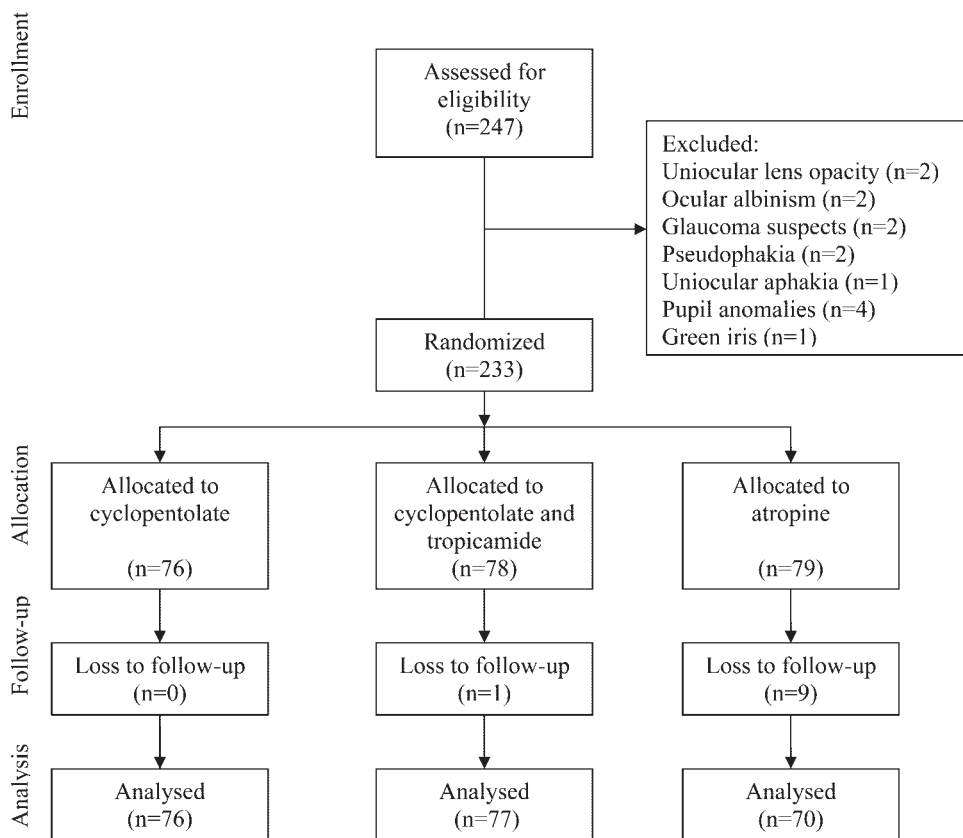 Enrollment
Assessed for
eligibility
(n=247)
Excluded:
Uniocular lens opacity (n=2)
Ocular albinism (n=2)
Glaucoma suspects (n=2)
Pseudophakia (n=2)
Uniocular aphakia (n=1)
Pupil anomalies (n=4)
Green iris (n=1)
Randomized
(n=233)
Allocation
Allocated to
cyclopentolate
(n=76)
Allocated to
cyclopentolate and
tropicamide
(n=78)
Allocated to
atropine
(n=79)
Follow-up
Loss to follow-up
(n=0)
Loss to follow-up
(n=1)
Loss to follow-up
(n=9)
Analysis
Analysed
(n=76)
Analysed
(n=77)
Analysed
(n=70)